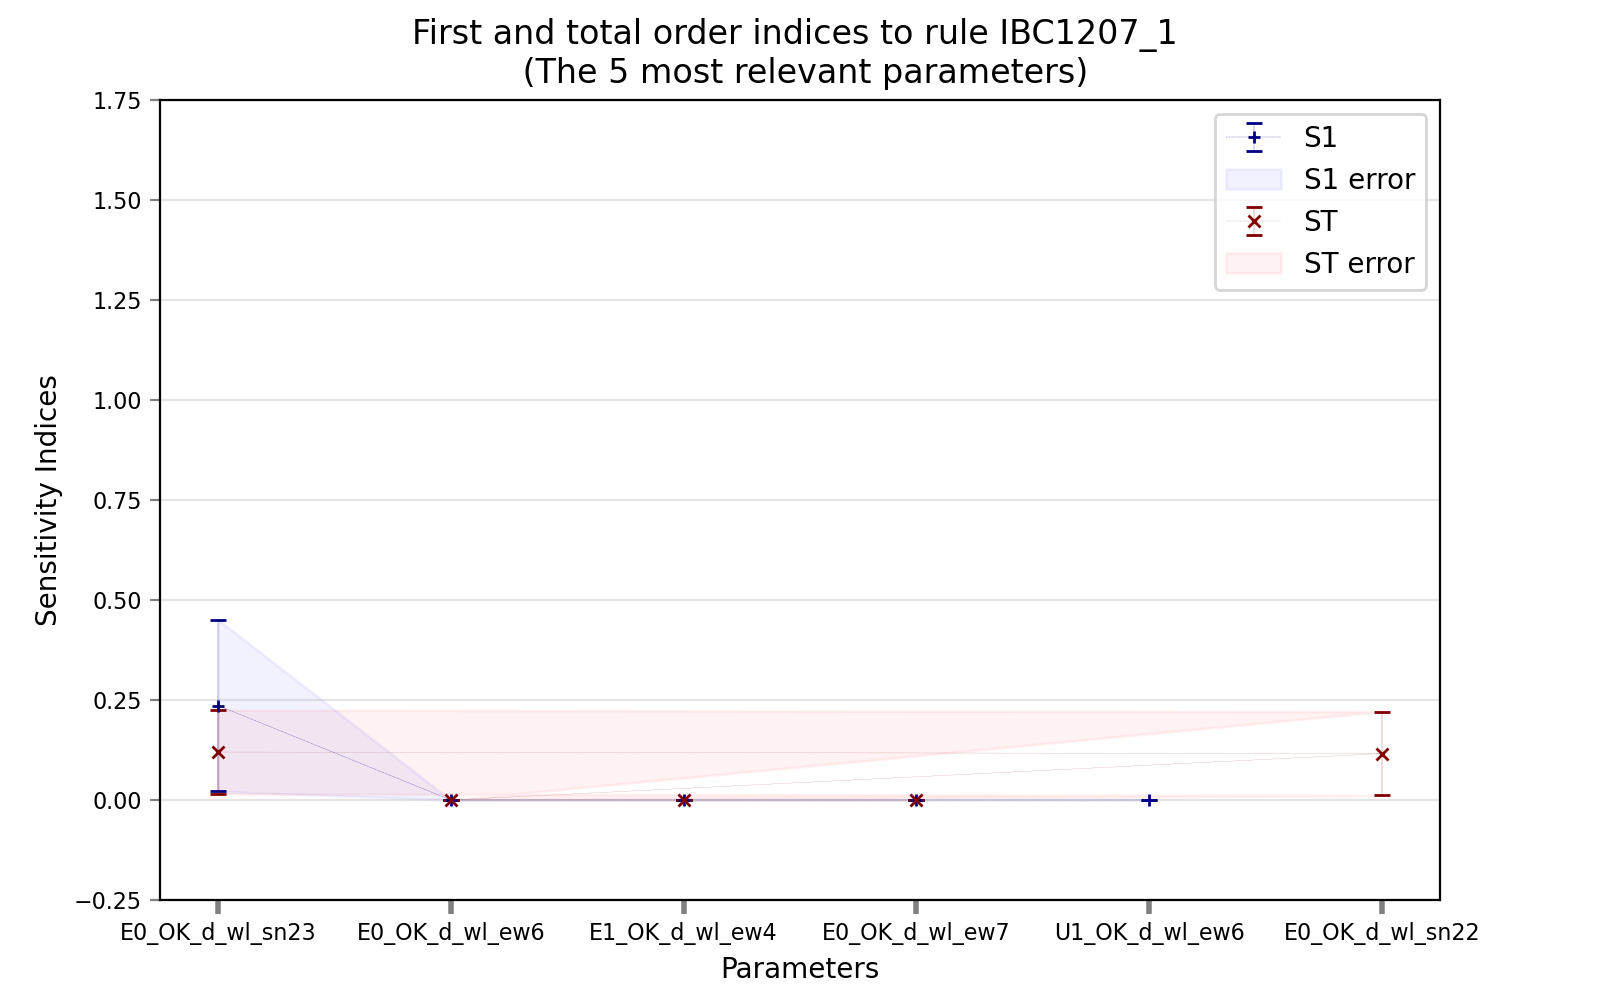 First and total order indices to rule IBC1207_1
(The 5 most relevant parameters)
1.75
1.50
1.25
1.00
0.75
0.50
0.25
0.00
−0.25
Sensitivity Indices
S1
S1 error
ST
ST error
E0_OK_d_wl_sn23 E0_OK_d_wl_ew6 E1_OK_d_wl_ew4 E0_OK_d_wl_ew7 U1_OK_d_wl_ew6 E0_OK_d_wl_sn22
Parameters